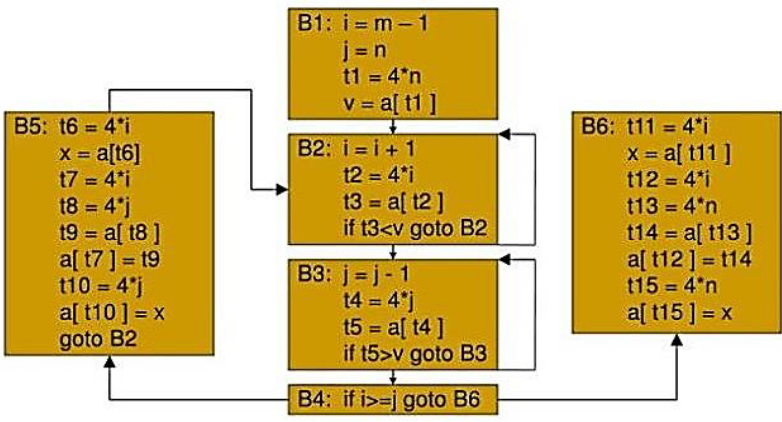 B1: i = m – 1
j = n
t1 = 4*n
v = a[ t1 ]
B2: i = i + 1
t2 = 4*i
t3 = a[ t2 ]
if t3<v goto B2
B3: j = j - 1
t4 = 4*j
t5 = a[ t4 ]
if t5>v goto B3
B4: if i>=j goto B6
B5: t6 = 4*i
x = a[t6]
t7 = 4*i
t8 = 4*j
t9 = a[ t8 ]
a[ t7 ] = t9
t10 = 4*j
a[ t10 ] = x
goto B2
B6: t11 = 4*i
x = a[ t11 ]
t12 = 4*i
t13 = 4*n
t14 = a[ t13 ]
a[ t12 ] = t14
t15 = 4*n
a[ t15 ] = x